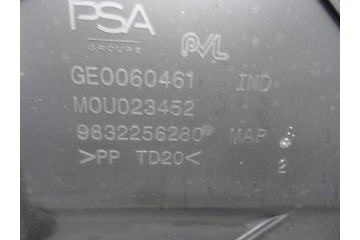 PSA PVL
GROUPE
GE0060461 IND
MOU023452
9832256280 MAP
>PP TD20< 2